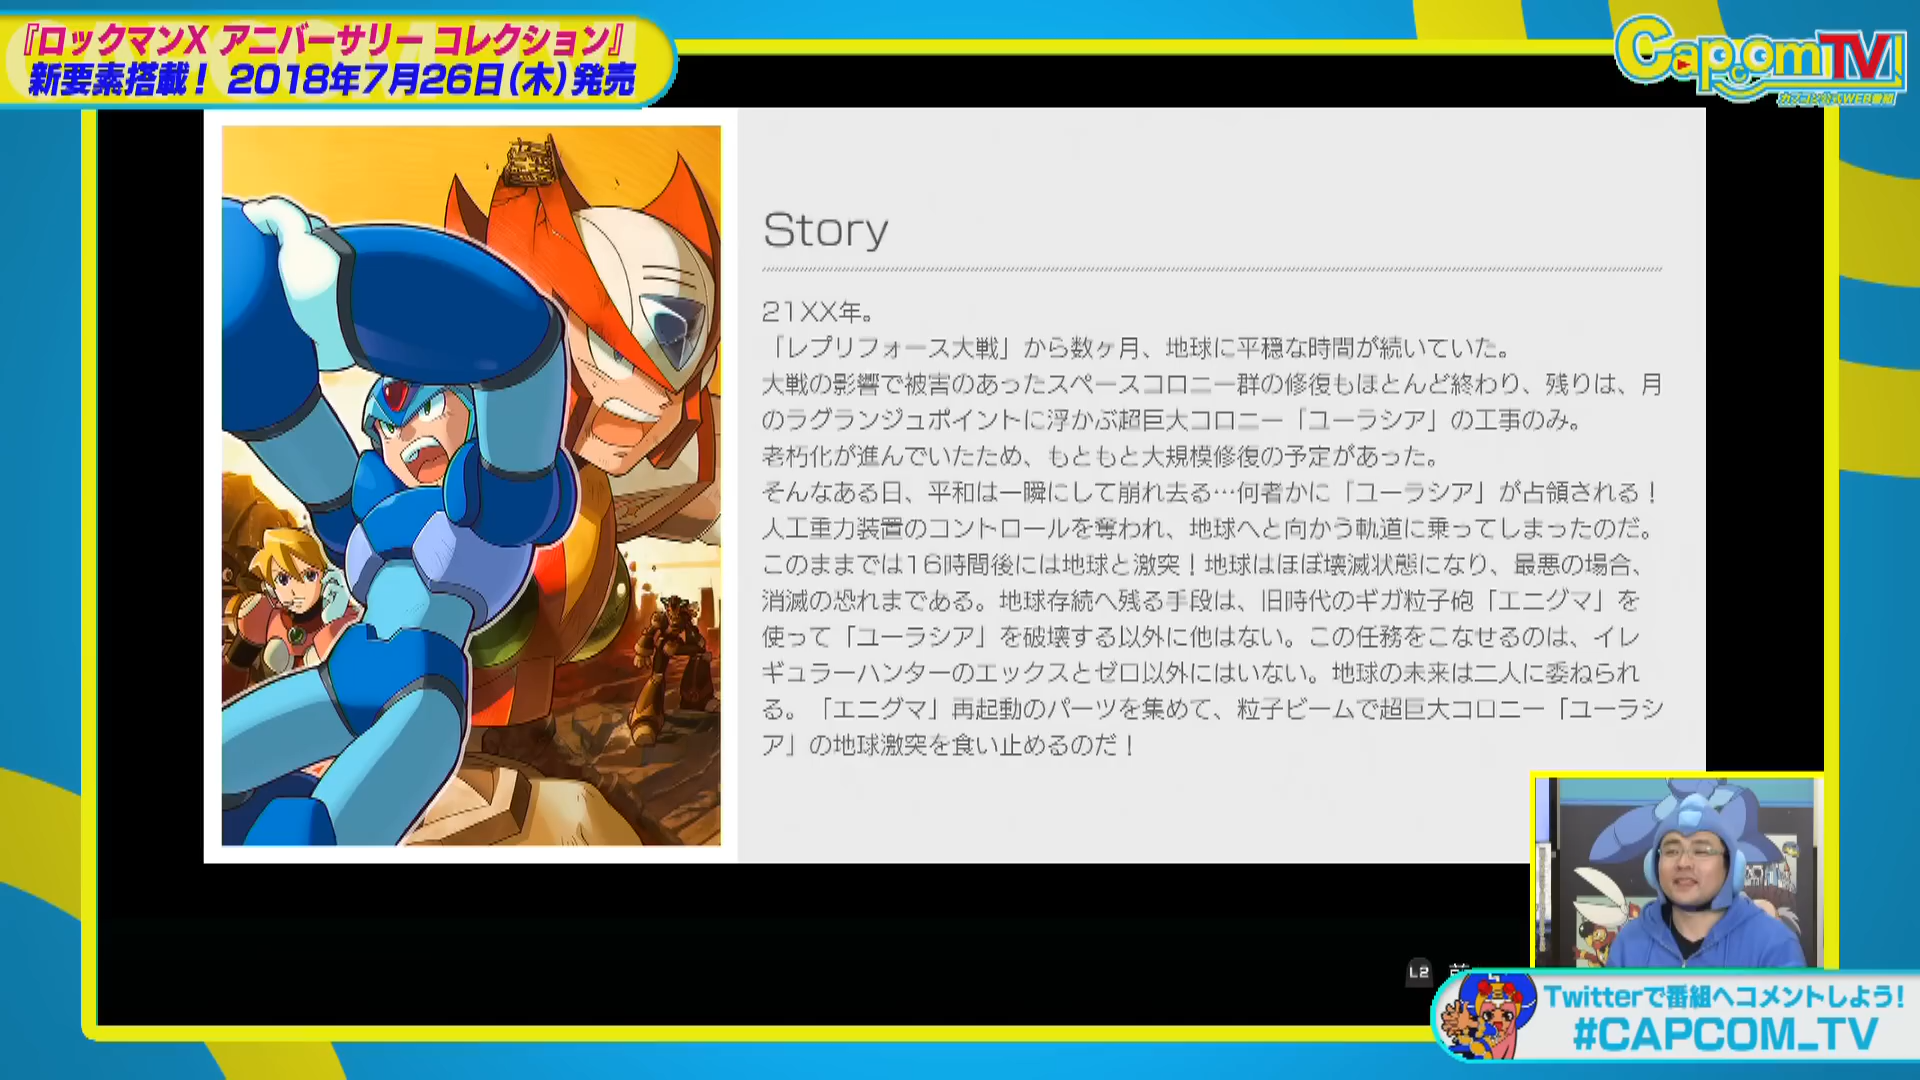 『ロックマンX アニバーサリー コレクション』
新要素搭載！ 2018年7月26日(木)発売
CapcomTV!
カプコン公式WEB番組
Story
21XX年。
「レプリフォース大戦」から数ヶ月、地球に平穏な時間が続いていた。
大戦の影響で被害のあったスペースコロニー群の修復もほとんど終わり、残りは、月
のラグランジュポイントに浮かぶ超巨大コロニー「ユーラシア」の工事のみ。
老朽化が進んでいたため、もともと大規模修復の予定があった。
そんなある日、平和は一瞬にして崩れ去る…何者かに「ユーラシア」が占領される！
人工重力装置のコントロールを奪われ、地球へと向かう軌道に乗ってしまったのだ。
このままでは16時間後には地球と激突！地球はほぼ壊滅状態になり、最悪の場合、
消滅の恐れまである。地球存続へ残る手段は、旧時代のギガ粒子砲「エニグマ」を
使って「ユーラシア」を破壊する以外に他はない。この任務をこなせるのは、イレ
ギュラーハンターのエックスとゼロ以外にはいない。地球の未来は二人に委ねられ
る。「エニグマ」再起動のパーツを集めて、粒子ビームで超巨大コロニー「ユーラシ
ア」の地球激突を食い止めるのだ！
L2
Twitterで番組へコメントしよう！
#CAPCOM_TV